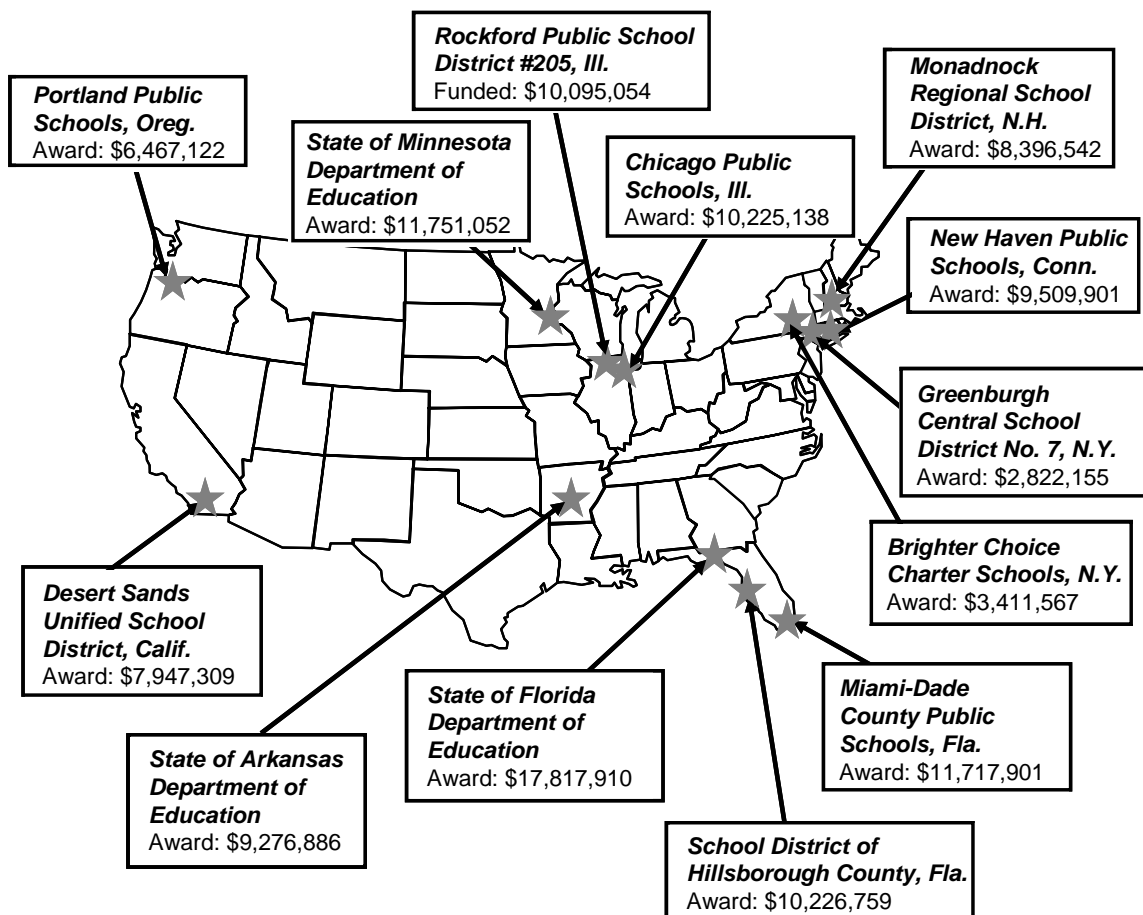 Rockford Public School
District #205, Ill.
Funded: $10,095,054
Monadnock
Regional School
District, N.H.
Award: $8,396,542
Portland Public
Schools, Oreg.
Award: $6,467,122
State of Minnesota
Department of
Education
Award: $11,751,052
Chicago Public
Schools, Ill.
Award: $10,225,138
New Haven Public
Schools, Conn.
Award: $9,509,901
Greenburgh
Central School
District No. 7, N.Y.
Award: $2,822,155
Brighter Choice
Charter Schools, N.Y.
Award: $3,411,567
Desert Sands
Unified School
District, Calif.
Award: $7,947,309
State of Florida
Department of
Education
Award: $17,817,910
Miami-Dade
County Public
Schools, Fla.
Award: $11,717,901
State of Arkansas
Department of
Education
Award: $9,276,886
School District of
Hillsborough County, Fla.
Award: $10,226,759